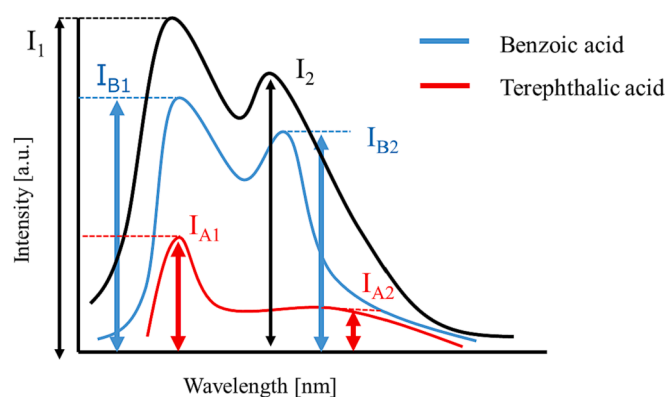 I1
IB1
I2
IB2
IA1
IA2
Benzoic acid
Terephthalic acid
Intensity [a.u.]
Wavelength [nm]